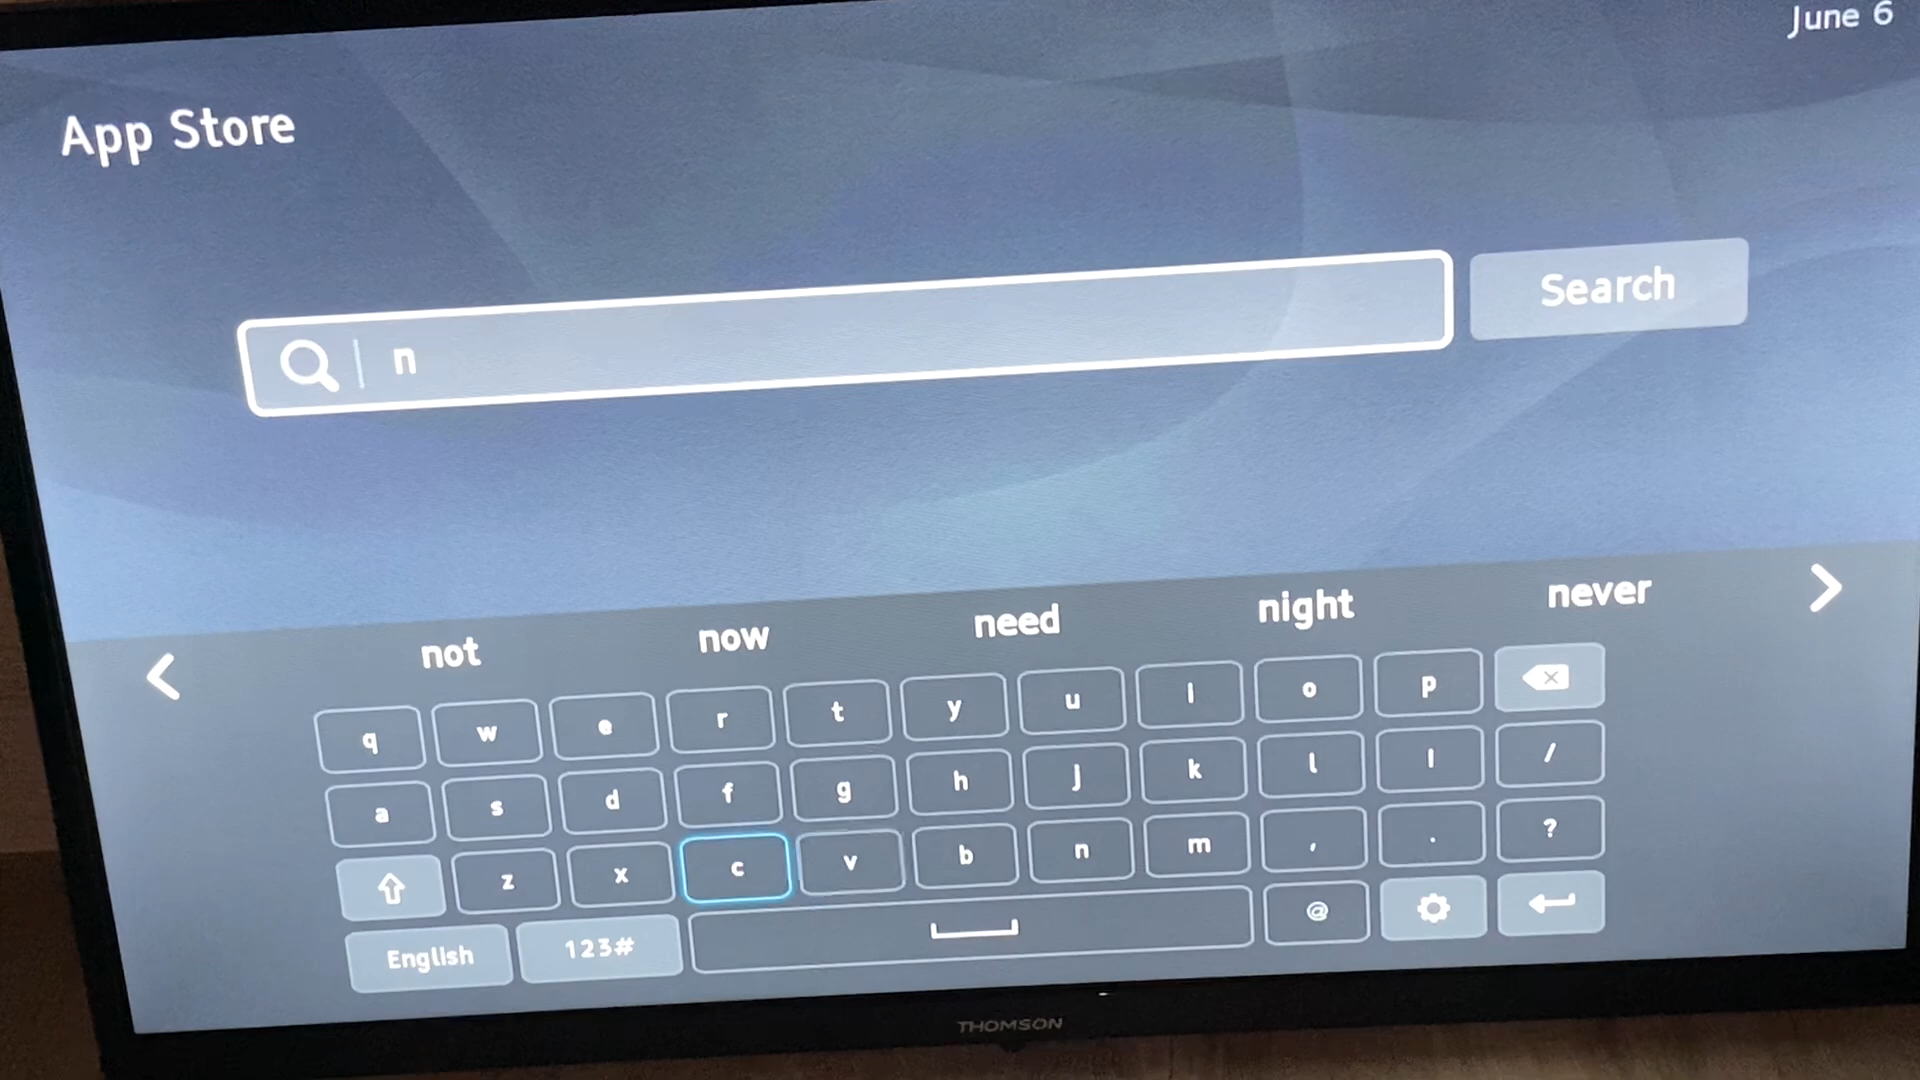 June 6
App Store
n
Search
not now need night never
q w e r t y u i o p
a s d f g h j k l l /
z x c v b n m , . ?
English 123# @
THOMSON